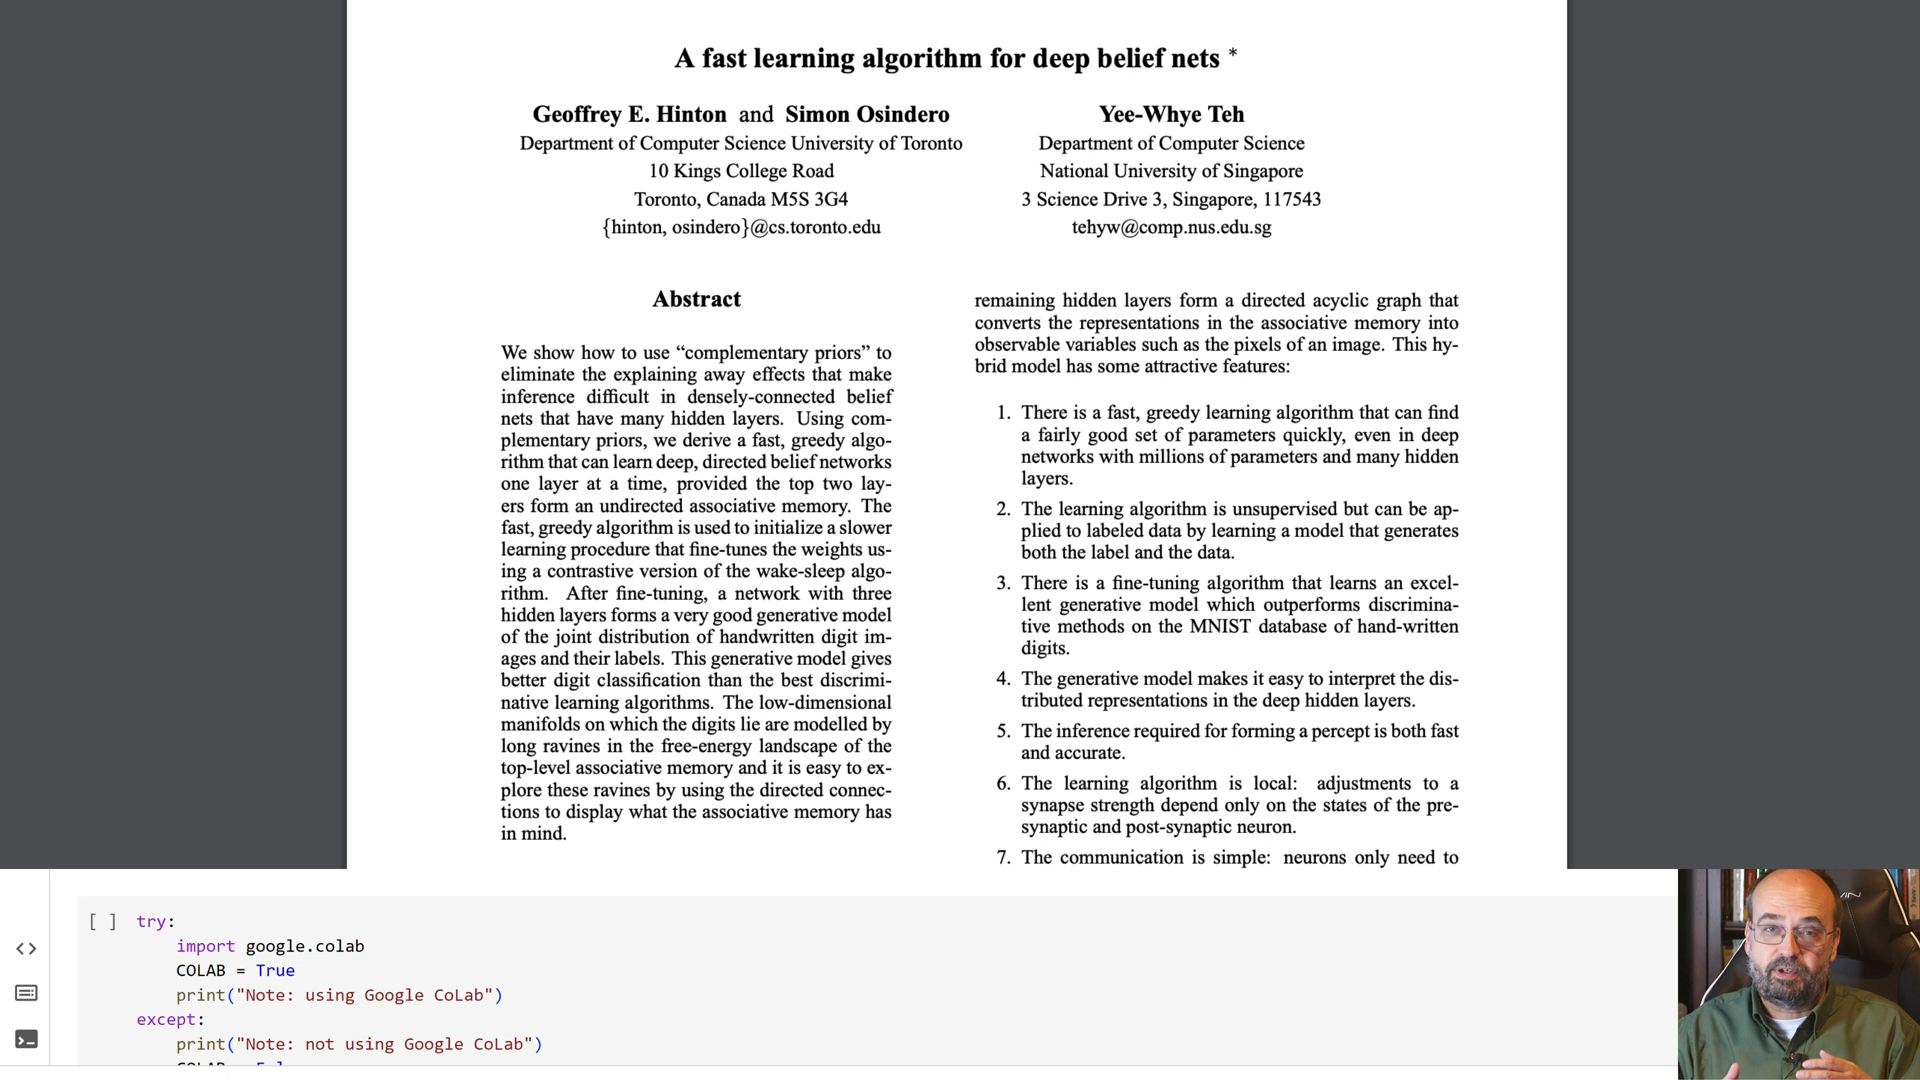 A fast learning algorithm for deep belief nets *
Geoffrey E. Hinton and Simon Osindero
Department of Computer Science University of Toronto
10 Kings College Road
Toronto, Canada M5S 3G4
{hinton, osindero}@cs.toronto.edu
Yee-Whye Teh
Department of Computer Science
National University of Singapore
3 Science Drive 3, Singapore, 117543
tehyw@comp.nus.edu.sg
Abstract
We show how to use “complementary priors” to
eliminate the explaining away effects that make
inference difficult in densely-connected belief
nets that have many hidden layers. Using com-
plementary priors, we derive a fast, greedy algo-
rithm that can learn deep, directed belief networks
one layer at a time, provided the top two lay-
ers form an undirected associative memory. The
fast, greedy algorithm is used to initialize a slower
learning procedure that fine-tunes the weights us-
ing a contrastive version of the wake-sleep algo-
rithm. After fine-tuning, a network with three
hidden layers forms a very good generative model
of the joint distribution of handwritten digit im-
ages and their labels. This generative model gives
better digit classification than the best discrimi-
native learning algorithms. The low-dimensional
manifolds on which the digits lie are modelled by
long ravines in the free-energy landscape of the
top-level associative memory and it is easy to ex-
plore these ravines by using the directed connec-
tions to display what the associative memory has
in mind.
remaining hidden layers form a directed acyclic graph that
converts the representations in the associative memory into
observable variables such as the pixels of an image. This hy-
brid model has some attractive features:
1. There is a fast, greedy learning algorithm that can find
a fairly good set of parameters quickly, even in deep
networks with millions of parameters and many hidden
layers.
2. The learning algorithm is unsupervised but can be ap-
plied to labeled data by learning a model that generates
both the label and the data.
3. There is a fine-tuning algorithm that learns an excel-
lent generative model which outperforms discrimina-
tive methods on the MNIST database of hand-written
digits.
4. The generative model makes it easy to interpret the dis-
tributed representations in the deep hidden layers.
5. The inference required for forming a percept is both fast
and accurate.
6. The learning algorithm is local: adjustments to a
synapse strength depend only on the states of the pre-
synaptic and post-synaptic neuron.
7. The communication is simple: neurons only need to
[ ] try:
import google.colab
COLAB = True
print("Note: using Google CoLab")
except:
print("Note: not using Google CoLab")